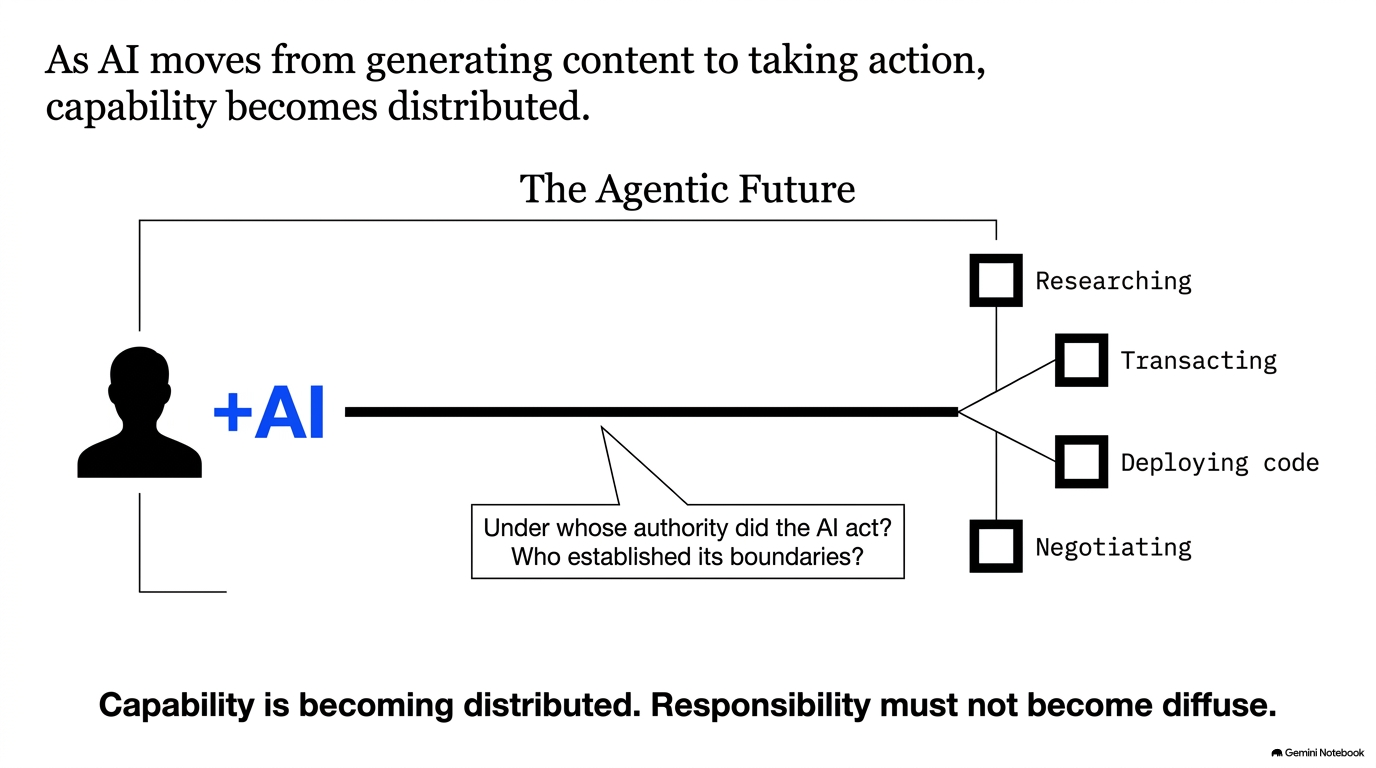 As AI moves from generating content to taking action,
capability becomes distributed.
The Agentic Future
+AI
Researching
Transacting
Deploying code
Negotiating
Under whose authority did the AI act?
Who established its boundaries?
Capability is becoming distributed. Responsibility must not become diffuse.
Gemini Notebook